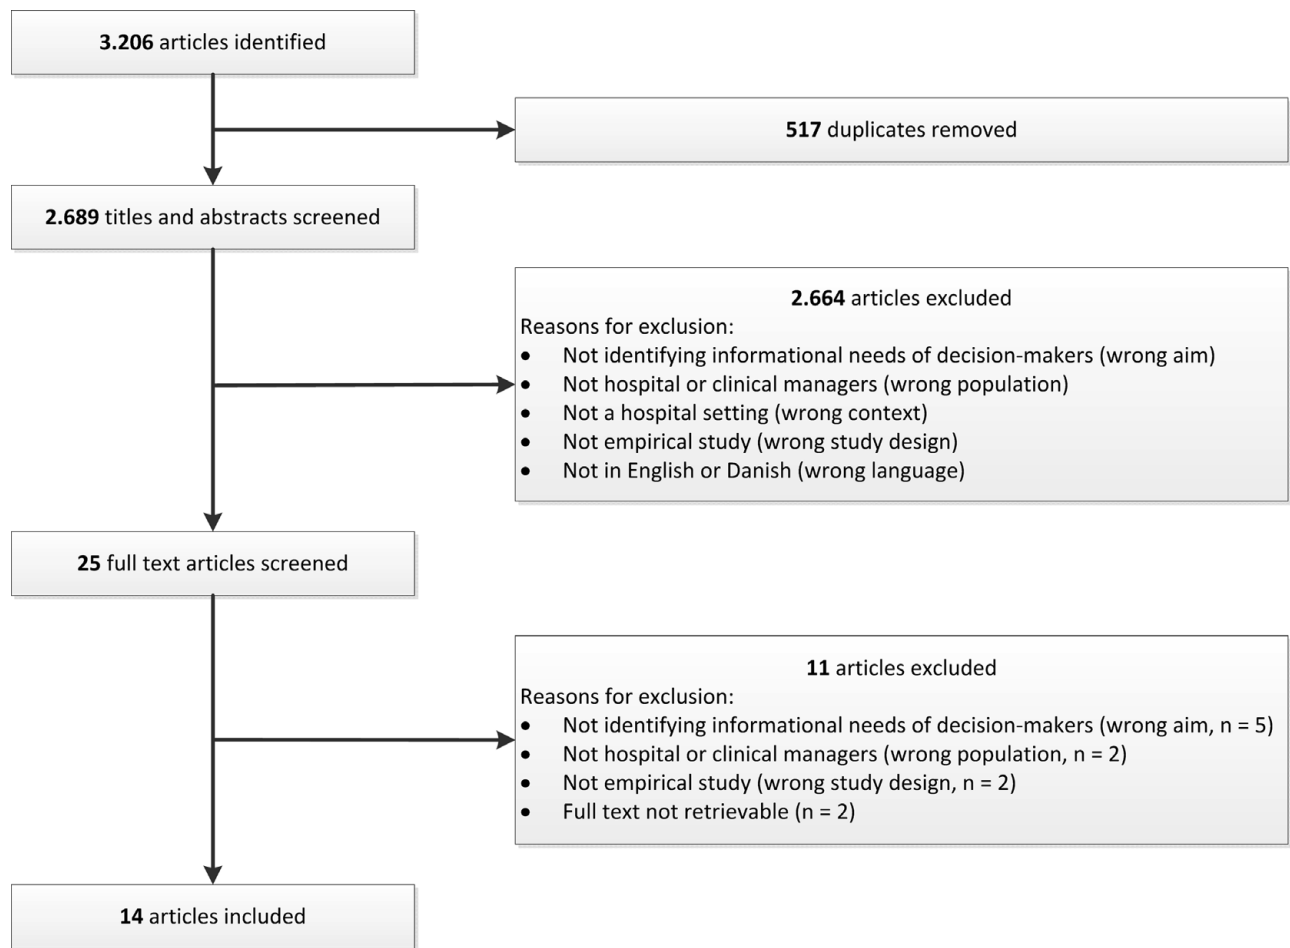 3.206 articles identified
517 duplicates removed
2.689 titles and abstracts screened
2.664 articles excluded
Reasons for exclusion:
• Not identifying informational needs of decision-makers (wrong aim)
• Not hospital or clinical managers (wrong population)
• Not a hospital setting (wrong context)
• Not empirical study (wrong study design)
• Not in English or Danish (wrong language)
25 full text articles screened
11 articles excluded
Reasons for exclusion:
• Not identifying informational needs of decision-makers (wrong aim, n = 5)
• Not hospital or clinical managers (wrong population, n = 2)
• Not empirical study (wrong study design, n = 2)
• Full text not retrievable (n = 2)
14 articles included